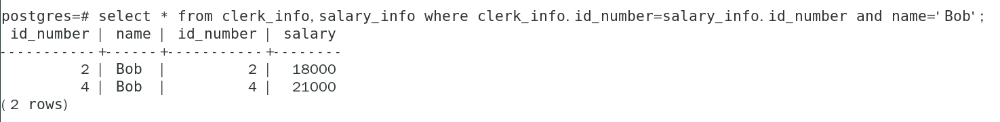 postgres=# select * from clerk_info,salary_info where clerk_info.id_number=salary_info.id_number and name='Bob';
 id_number | name | id_number | salary
-----------+------+-----------+--------
         2 | Bob  |         2 |  18000
         4 | Bob  |         4 |  21000
(2 rows)